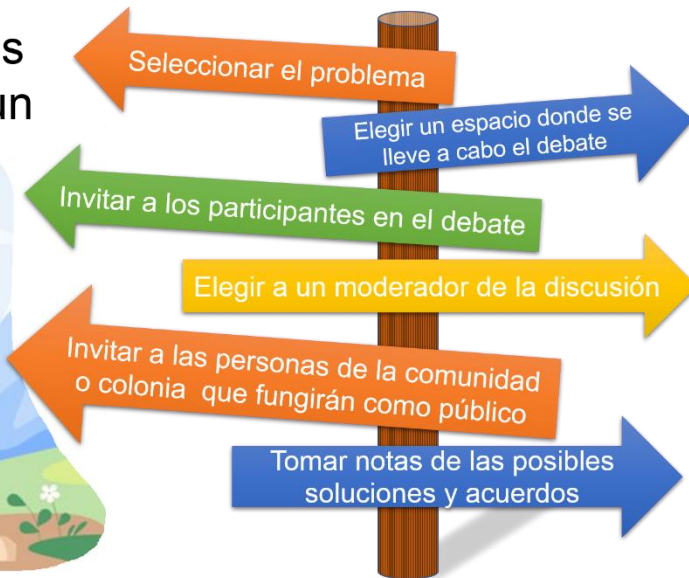 s
un
Seleccionar el problema
Elegir un espacio donde se
lleve a cabo el debate
Invitar a los participantes en el debate
Elegir a un moderador de la discusión
Invitar a las personas de la comunidad
o colonia que fungirán como público
Tomar notas de las posibles
soluciones y acuerdos